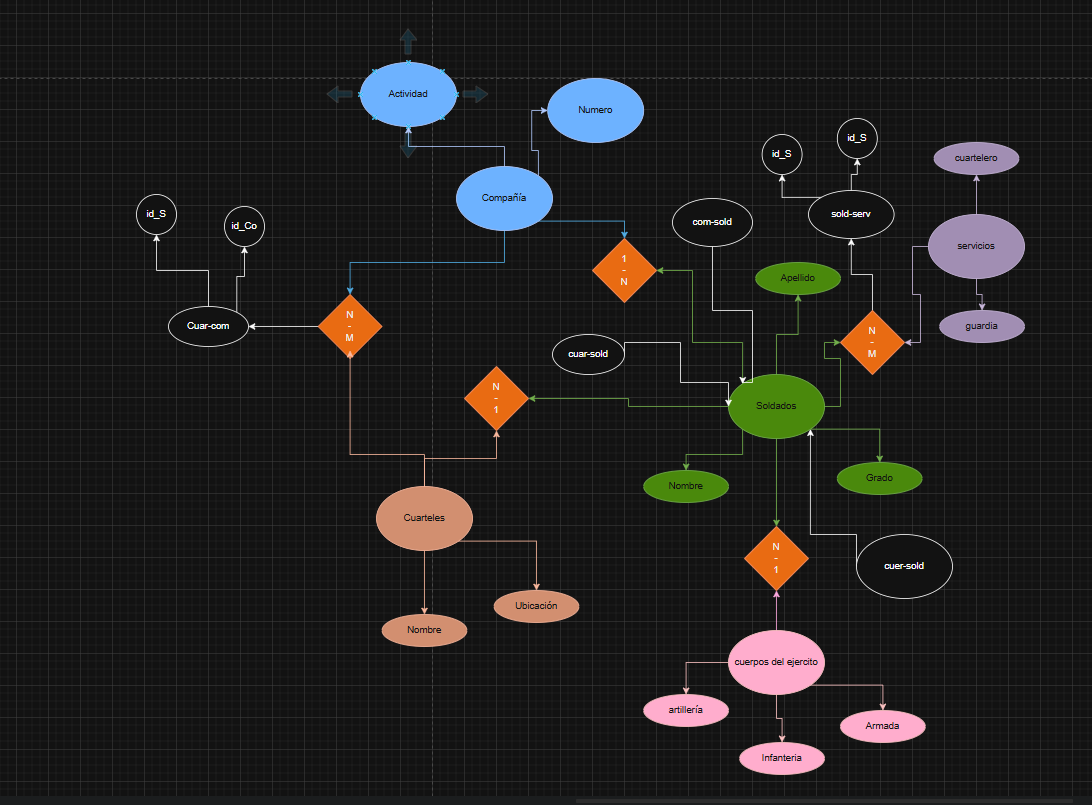 Actividad
Numero
id_S
id_S
cuartelero
Compañía
id_S
id_Co
com-sold
sold-serv
servicios
1
-
N
Apellido
Cuar-com
N
-
M
cuar-sold
N
-
M
guardia
N
-
1
Soldados
Nombre
Grado
Cuarteles
N
-
1
cuer-sold
Ubicación
Nombre
cuerpos del ejercito
artillería
Armada
Infanteria